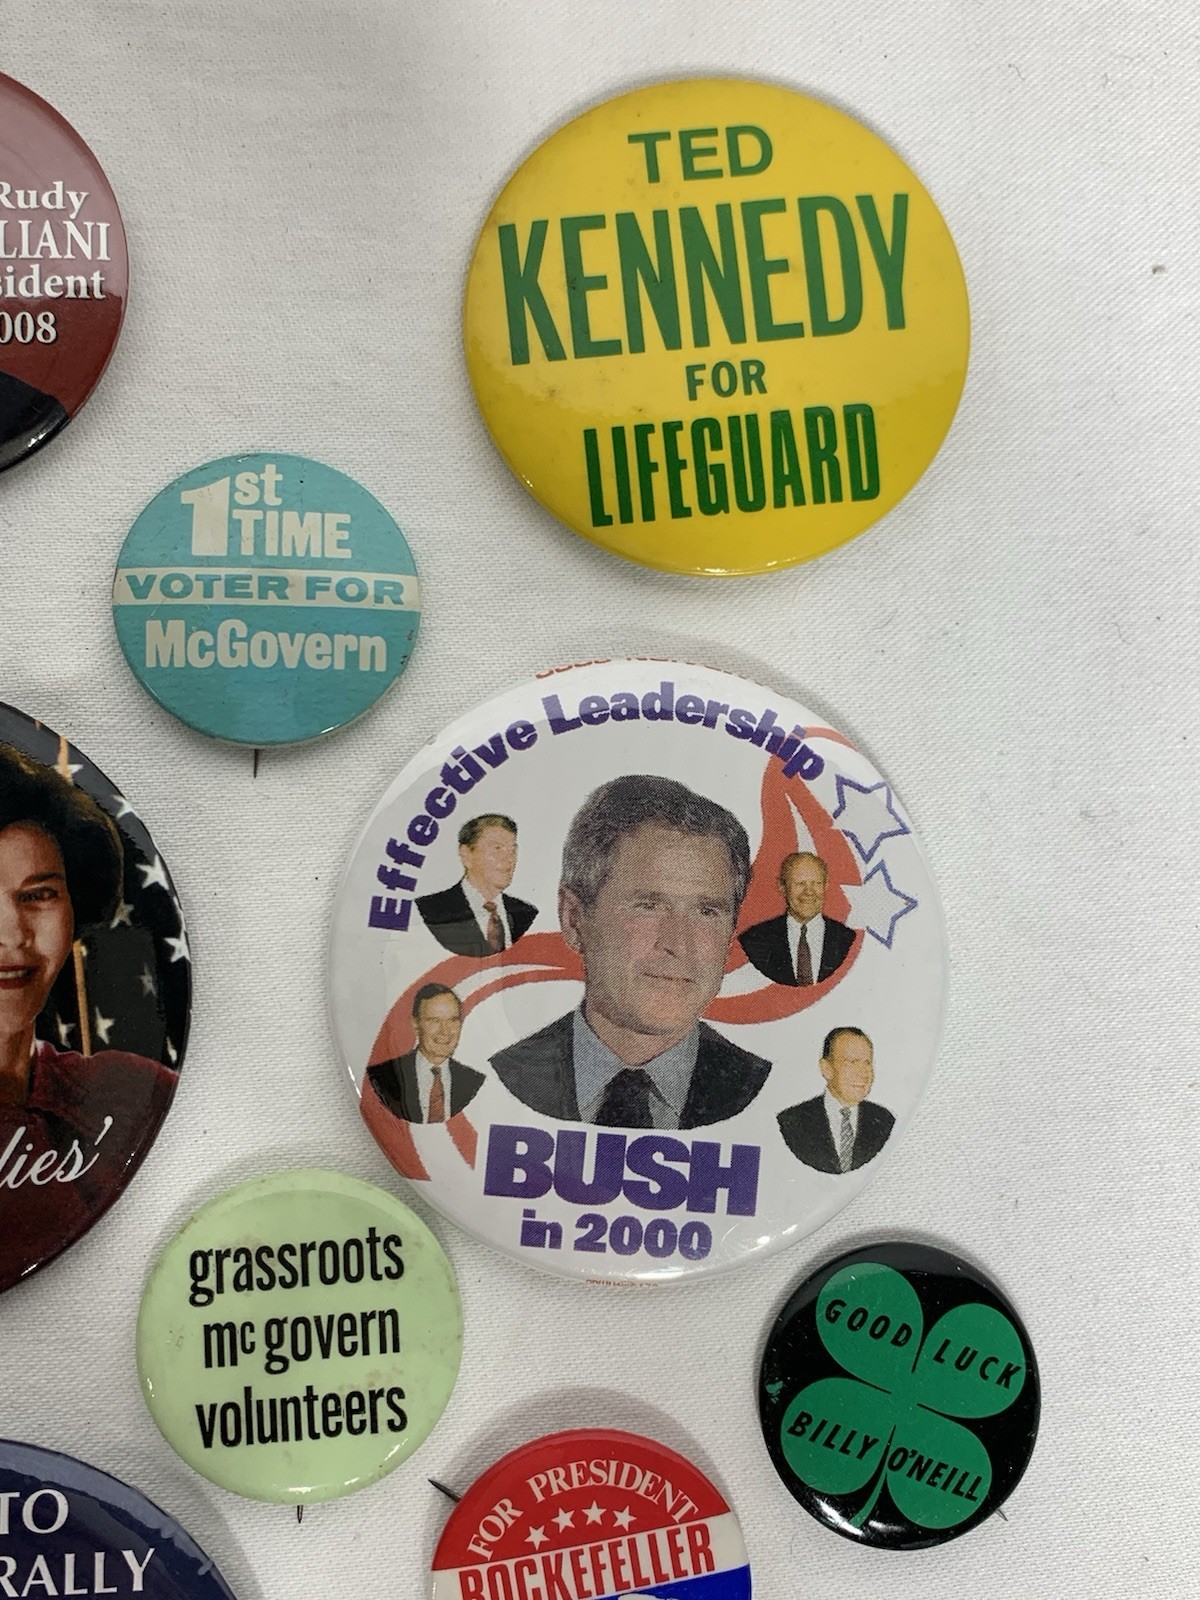 Rudy
LIANI
sident
008
TED
KENNEDY
FOR
LIFEGUARD
1st
TIME
VOTER FOR
McGovern
Effective Leadership
BUSH
in 2000
lies'
grassroots
mc govern
volunteers
GOOD LUCK
BILLY O'NEILL
FOR PRESIDENT
ROCKEFELLER
TO
RALLY